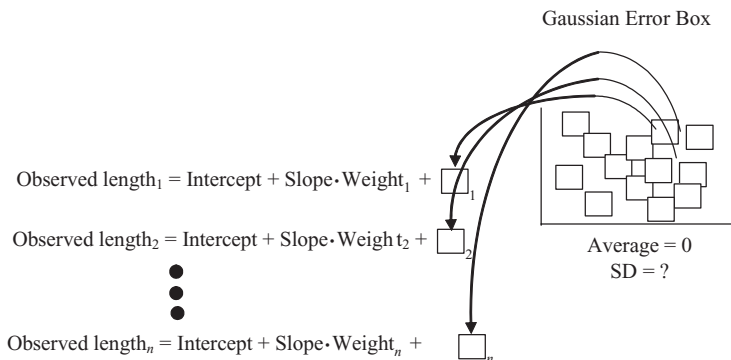 Gaussian Error Box
Observed length₁ = Intercept + Slope·Weight₁ + □₁
Observed length₂ = Intercept + Slope·Weigh t₂ + □₂
Average = 0
SD = ?
Observed lengthₙ = Intercept + Slope·Weightₙ + □ₙ